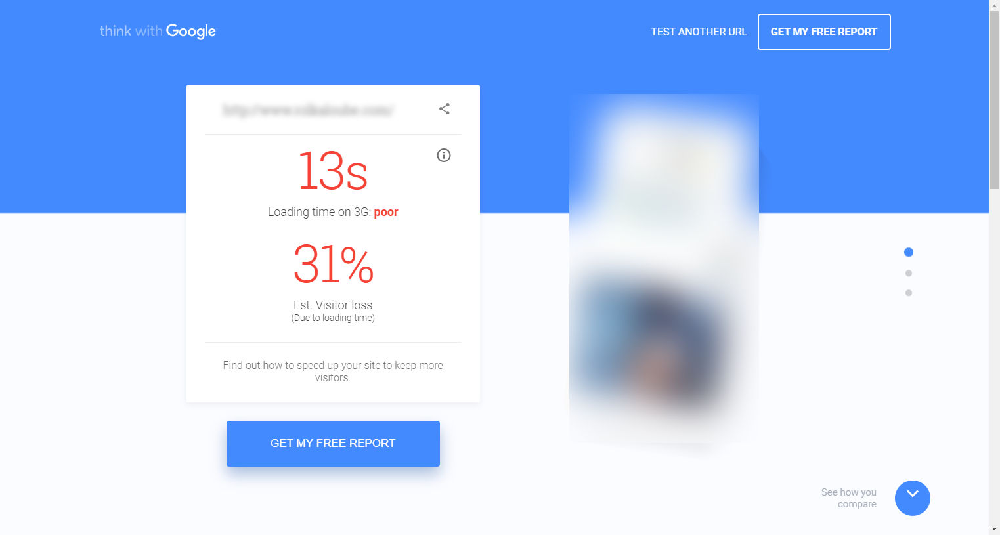 think with Google
TEST ANOTHER URL
GET MY FREE REPORT
13s
Loading time on 3G: poor
31%
Est. Visitor loss
(Due to loading time)
Find out how to speed up your site to keep more
visitors.
GET MY FREE REPORT
See how you
compare